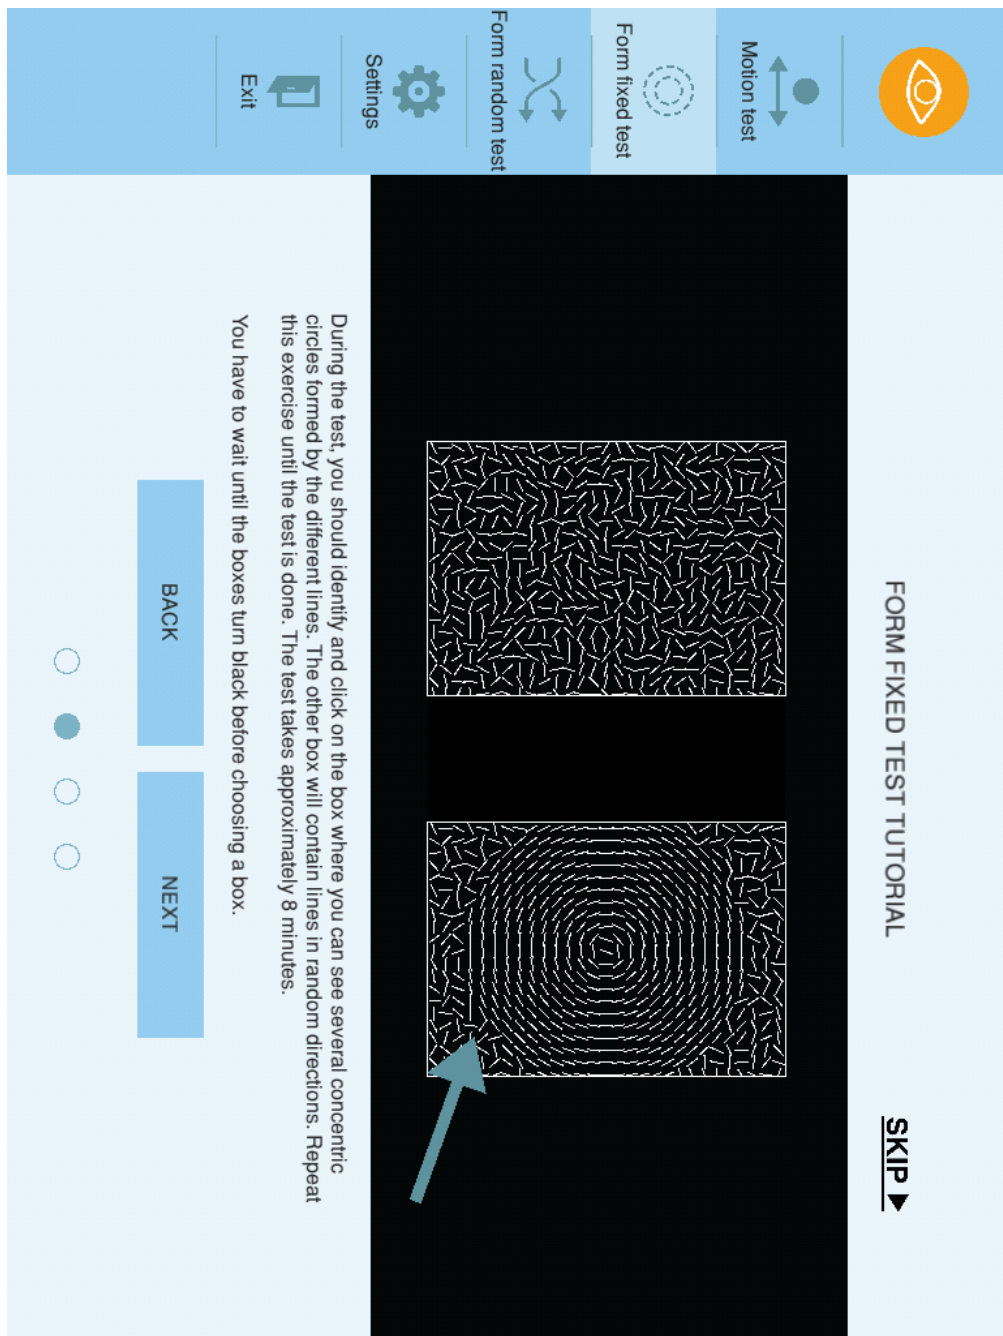 FORM FIXED TEST TUTORIAL
SKIP
Motion test
Form fixed test
Form random test
Settings
Exit
During the test, you should identify and click on the box where you can see several concentric
circles formed by the different lines. The other box will contain lines in random directions. Repeat
this exercise until the test is done. The test takes approximately 8 minutes.
You have to wait until the boxes turn black before choosing a box.
BACK
NEXT